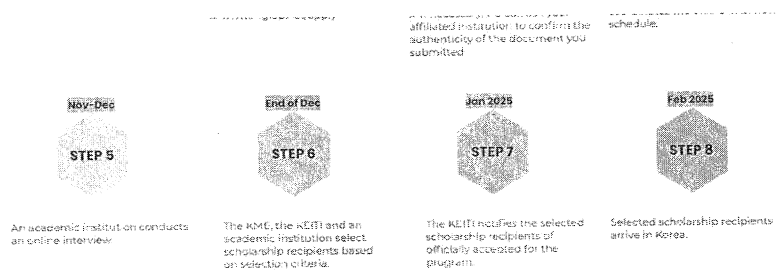 affiliated institution to confirm the
authenticity of the document you
submitted
schedule.
Nov-Dec
STEP 5
An academic institution conducts
an online interview
End of Dec
STEP 6
The KME, the KEITI and an
academic institution select
scholarship recipients based
on selection criteria.
Jan 2025
STEP 7
The KEITI notifies the selected
scholarship recipients of
officially accepted for the
program.
Feb 2025
STEP 8
Selected scholarship recipients
arrive in Korea.